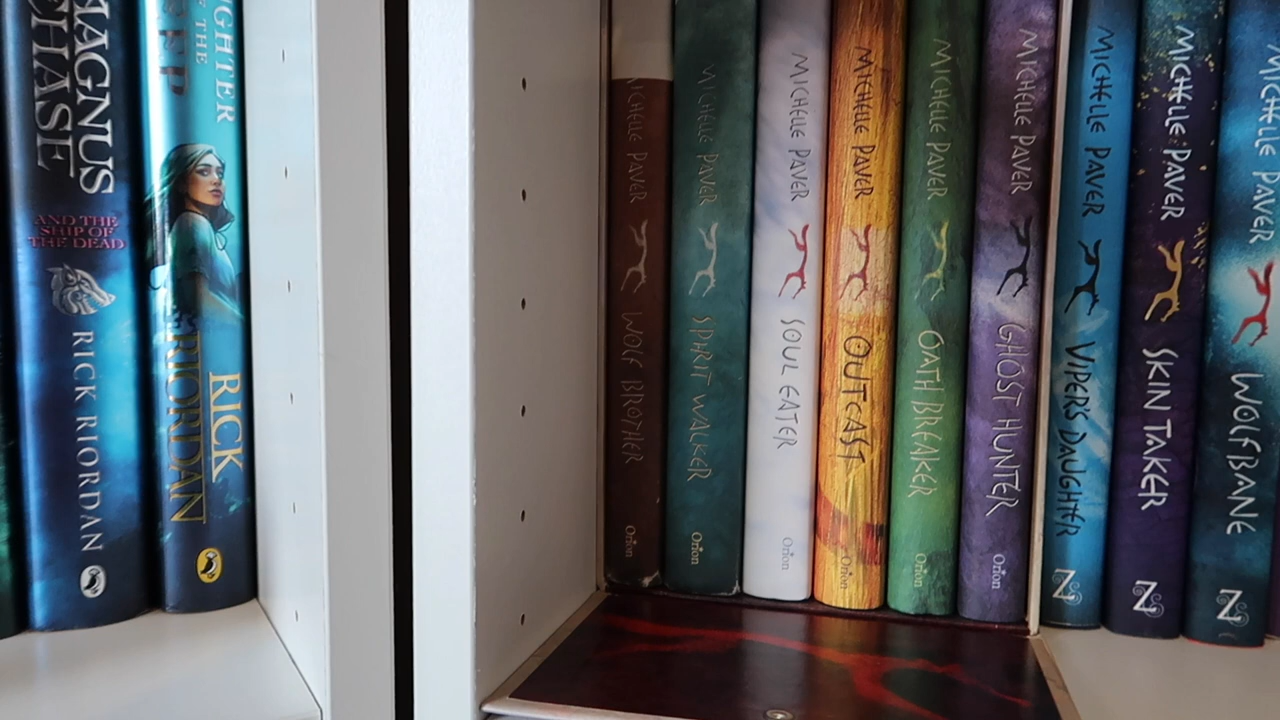 MAGNUS
CHASE
AND THE
SHIP OF
THE DEAD
RICK RIORDAN
OF THE
RICK
RIORDAN
MICHELLE PAVER
WOLF BROTHER
Orion
MICHELLE PAVER
SPIRIT WALKER
Orion
MICHELLE PAVER
SOUL EATER
Orion
MICHELLE PAVER
OUTCAST
Orion
MICHELLE PAVER
OATH BREAKER
Orion
MICHELLE PAVER
GHOST HUNTER
Orion
MICHELLE PAVER
VIPER'S DAUGHTER
Z
MICHELLE PAVER
SKIN TAKER
Z
MICHELLE PAVER
WOLFBANE
Z